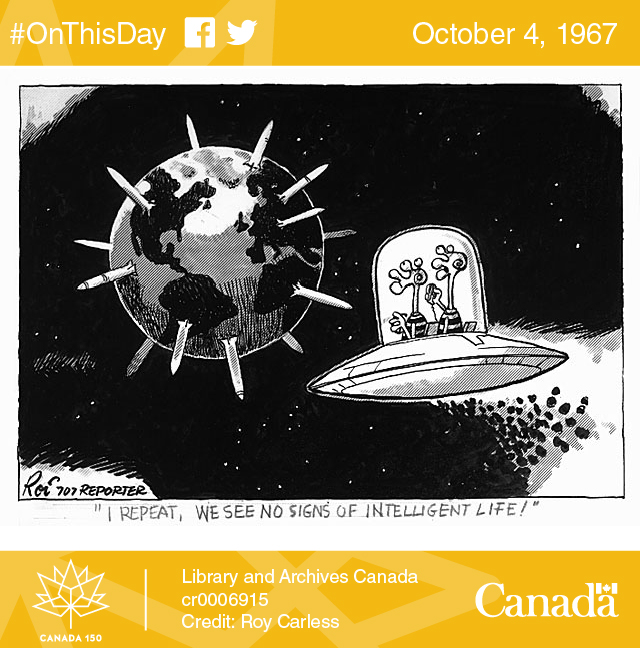 #OnThisDay
October 4, 1967
Roi 707 REPORTER
"I REPEAT, WE SEE NO SIGNS OF INTELLIGENT LIFE!"
CANADA 150
Library and Archives Canada
cr0006915
Credit: Roy Carless
Canada